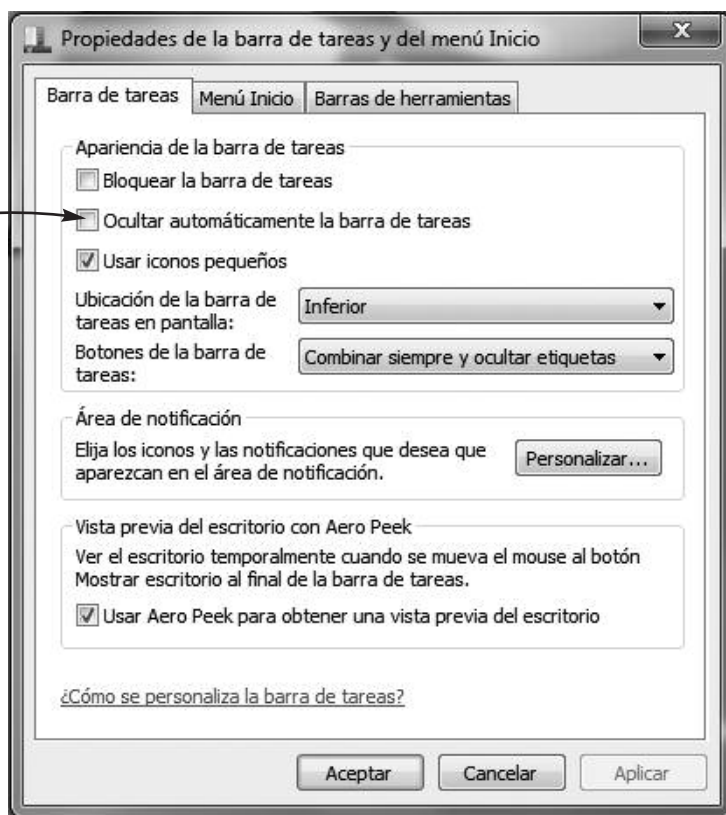 Propiedades de la barra de tareas y del menú Inicio
Barra de tareas Menú Inicio Barras de herramientas
Apariencia de la barra de tareas
Bloquear la barra de tareas
Ocultar automáticamente la barra de tareas
Usar iconos pequeños
Ubicación de la barra de
tareas en pantalla:
Inferior
Botones de la barra de
tareas:
Combinar siempre y ocultar etiquetas
Área de notificación
Elija los iconos y las notificaciones que desea que
aparezcan en el área de notificación.
Personalizar...
Vista previa del escritorio con Aero Peek
Ver el escritorio temporalmente cuando se mueva el mouse al botón
Mostrar escritorio al final de la barra de tareas.
Usar Aero Peek para obtener una vista previa del escritorio
¿Cómo se personaliza la barra de tareas?
Aceptar Cancelar Aplicar